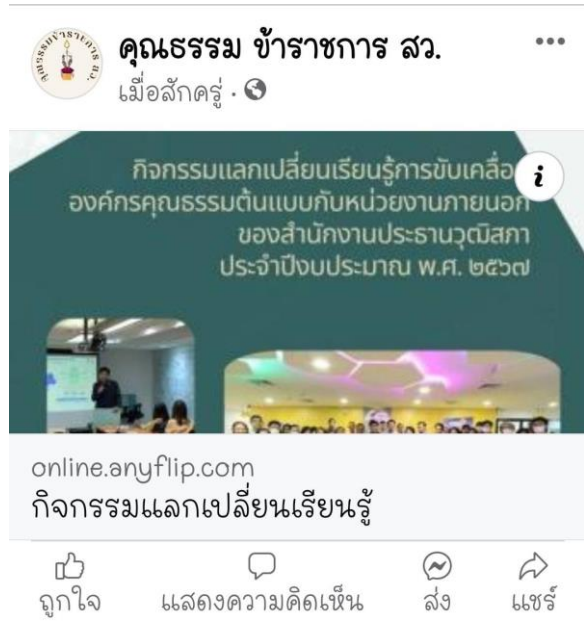 คุณธรรม ข้าราชการ สว.
เมื่อสักครู่ ·
กิจกรรมแลกเปลี่ยนเรียนรู้การขับเคลื่อน
องค์กรคุณธรรมต้นแบบกับหน่วยงานภายนอก
ของสำนักงานประธานวุฒิสภา
ประจำปีงบประมาณ พ.ศ. ๒๕๖๗
online.anyflip.com
กิจกรรมแลกเปลี่ยนเรียนรู้
ถูกใจ แสดงความคิดเห็น ส่ง แชร์